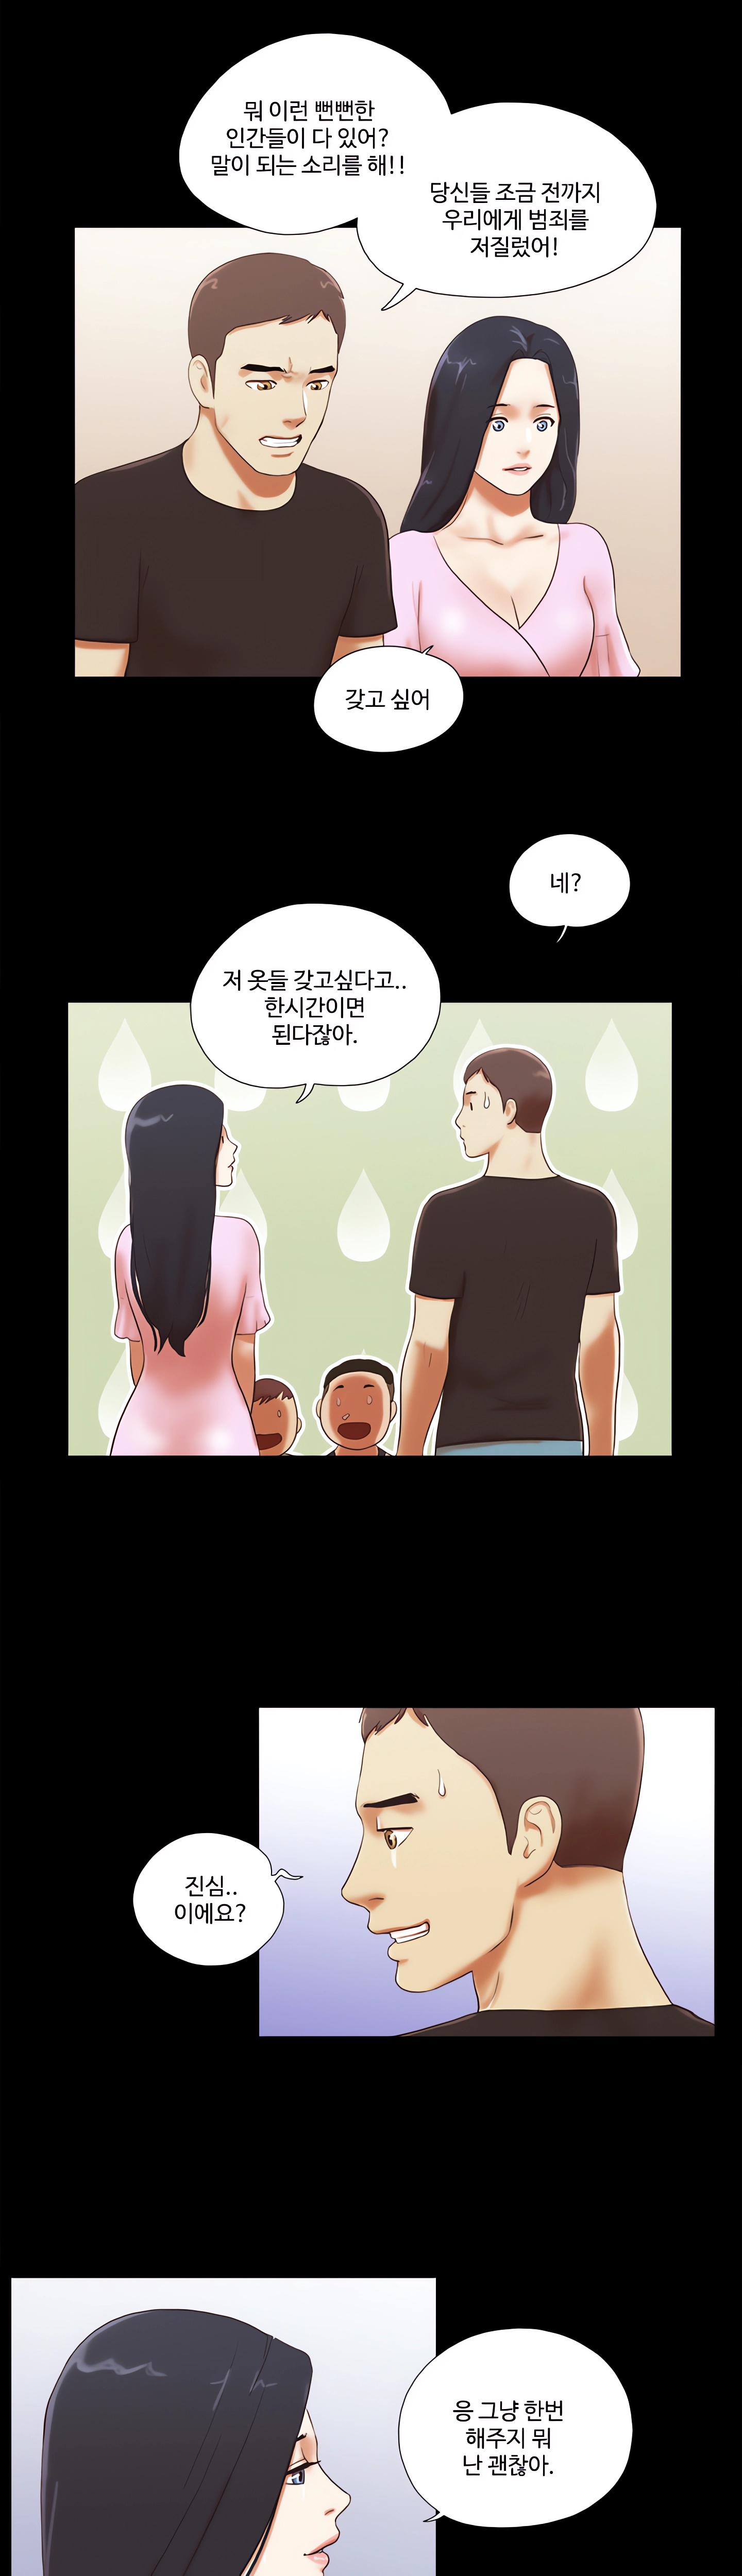 뭐 이런 뻔뻔한
인간들이 다 있어?
말이 되는 소리를 해!!
당신들 조금 전까지
우리에게 범죄를
저질렀어!
갖고 싶어
네?
저 옷들 갖고싶다고..
한시간이면
된다잖아.
진심..
이에요?
응 그냥 한번
해주지 뭐
난 괜찮아.